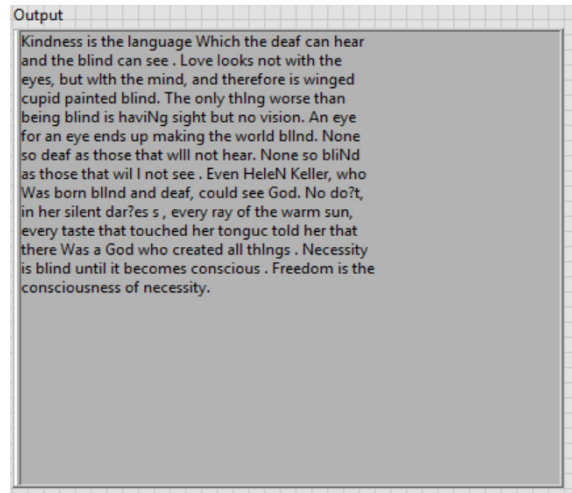 Output
Kindness is the language Which the deaf can hear
and the blind can see . Love looks not with the
eyes, but wlth the mind, and therefore is winged
cupid painted blind. The only thlng worse than
being blind is haviNg sight but no vision. An eye
for an eye ends up making the world bllnd. None
so deaf as those that wlll not hear. None so bliNd
as those that wil l not see . Even HeleN Keller, who
Was born bllnd and deaf, could see God. No do?t,
in her silent dar?es s , every ray of the warm sun,
every taste that touched her tonguc told her that
there Was a God who created all thlngs . Necessity
is blind until it becomes conscious . Freedom is the
consciousness of necessity.